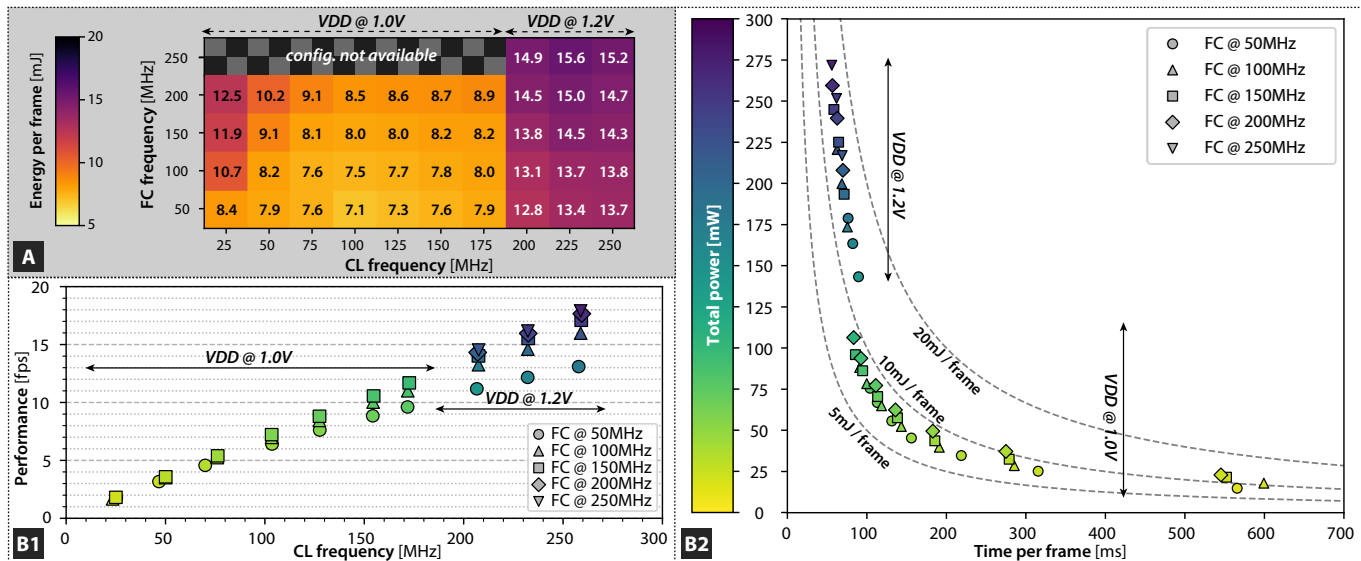 VDD @ 1.0V VDD @ 1.2V
Energy per frame [mJ]
20
15
10
5
FC frequency [MHz]
250 config. not available 14.9 15.6 15.2
200 12.5 10.2 9.1 8.5 8.6 8.7 8.9 14.5 15.0 14.7
150 11.9 9.1 8.1 8.0 8.0 8.2 8.2 13.8 14.5 14.3
100 10.7 8.2 7.6 7.5 7.7 7.8 8.0 13.1 13.7 13.8
50 8.4 7.9 7.6 7.1 7.3 7.6 7.9 12.8 13.4 13.7
25 50 75 100 125 150 175 200 225 250
CL frequency [MHz]
A
Performance [fps]
20
15
10
5
0
VDD @ 1.0V
VDD @ 1.2V
FC @ 50MHz
FC @ 100MHz
FC @ 150MHz
FC @ 200MHz
FC @ 250MHz
0 50 100 150 200 250 300
CL frequency [MHz]
B1
Total power [mW]
300
275
250
225
200
175
150
125
100
75
50
25
0
FC @ 50MHz
FC @ 100MHz
FC @ 150MHz
FC @ 200MHz
FC @ 250MHz
VDD @ 1.2V
VDD @ 1.0V
20mJ / frame
10mJ / frame
5mJ / frame
0 100 200 300 400 500 600 700
Time per frame [ms]
B2